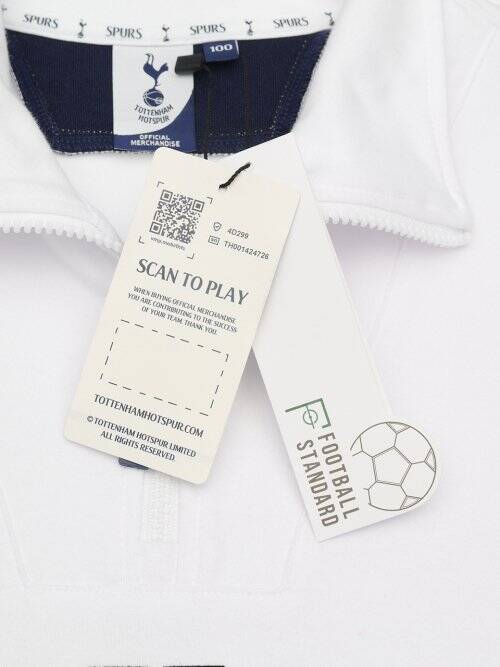 SPURS
SPURS
SPURS
SPURS
100
TOTTENHAM
HOTSPUR
OFFICIAL
MERCHANDISE
4D299
TH001424726
SCAN TO PLAY
WHEN BUYING OFFICIAL MERCHANDISE
YOU ARE CONTRIBUTING TO THE SUCCESS
OF YOUR TEAM. THANK YOU.
TOTTENHAMHOTSPUR.COM
© TOTTENHAM HOTSPUR LIMITED
ALL RIGHTS RESERVED.
FOOTBALL
STANDARD